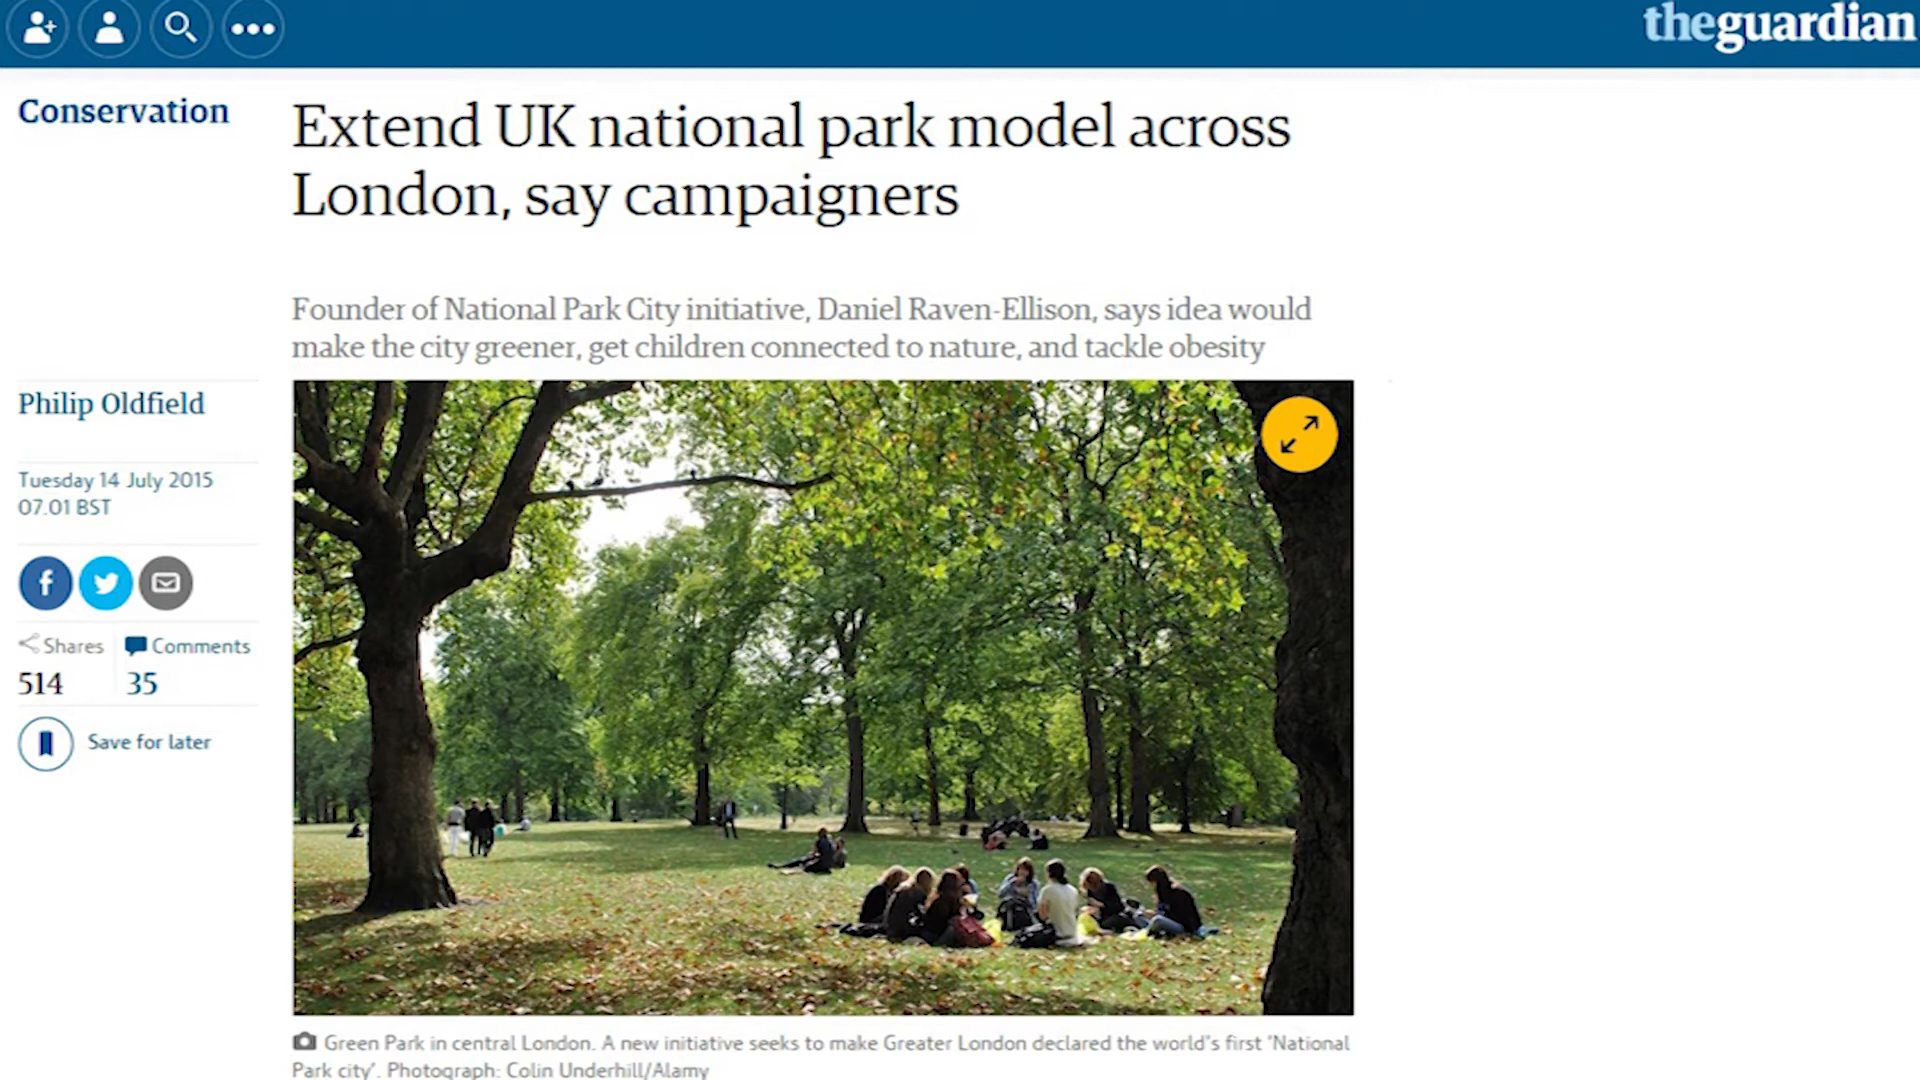 theguardian
Conservation
Extend UK national park model across
London, say campaigners
Founder of National Park City initiative, Daniel Raven-Ellison, says idea would
make the city greener, get children connected to nature, and tackle obesity
Philip Oldfield
Tuesday 14 July 2015
07.01 BST
f
Shares
514
Comments
35
Save for later
Green Park in central London. A new initiative seeks to make Greater London declared the world's first 'National
Park city'. Photograph: Colin Underhill/Alamy